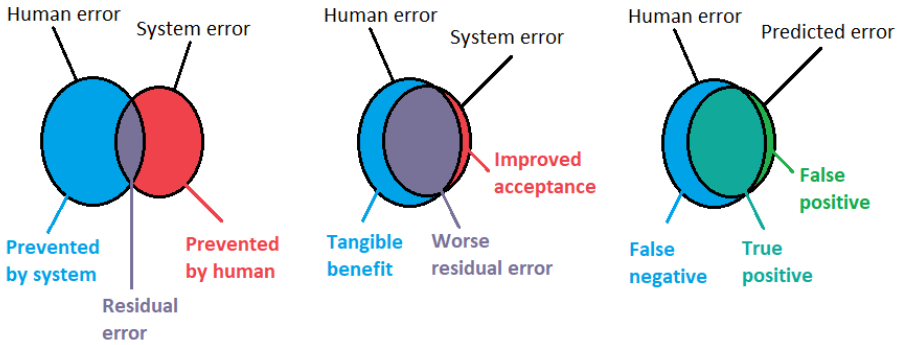 Human error
System error
Prevented
by system
Prevented
by human
Residual
error
Human error
System error
Improved
acceptance
Tangible
benefit
Worse
residual error
Human error
Predicted error
False
positive
False
negative
True
positive